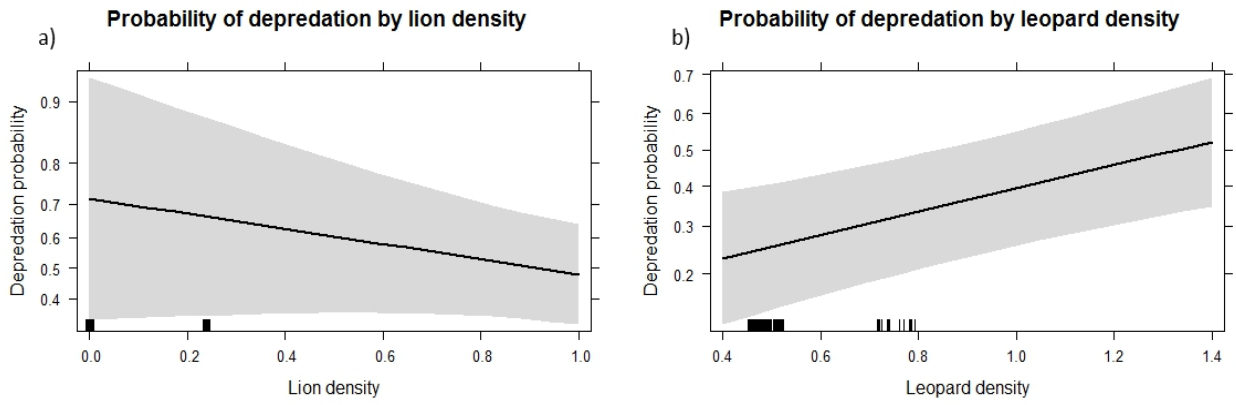 Probability of depredation by lion density
a)
Depredation probability
0.9
0.8
0.7
0.6
0.5
0.4
0.0 0.2 0.4 0.6 0.8 1.0
Lion density
Probability of depredation by leopard density
b)
Depredation probability
0.7
0.6
0.5
0.4
0.3
0.2
0.4 0.6 0.8 1.0 1.2 1.4
Leopard density